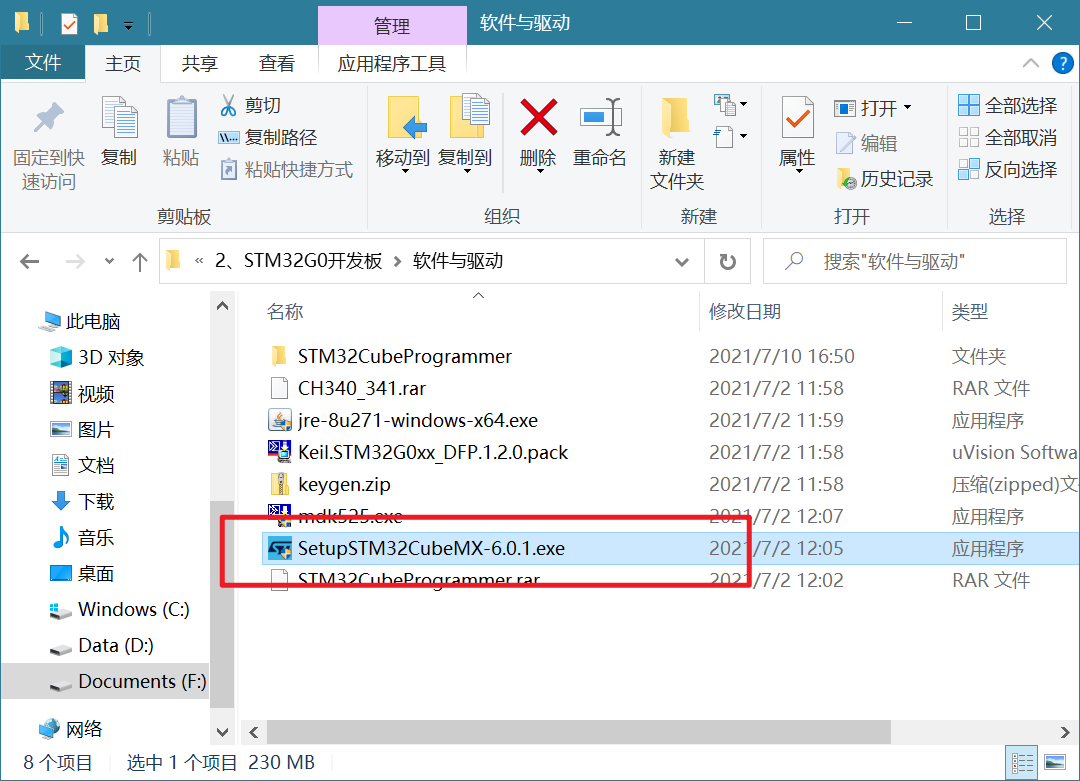 管理
软件与驱动
文件
主页
共享
查看
应用程序工具
?
固定到快
速访问
复制
粘贴
剪切
复制路径
粘贴快捷方式
剪贴板
移动到
复制到
删除
重命名
组织
新建
文件夹
新建
属性
打开
编辑
历史记录
打开
全部选择
全部取消
反向选择
选择
« 2、STM32G0开发板 > 软件与驱动
搜索"软件与驱动"
此电脑
3D 对象
视频
图片
文档
下载
音乐
桌面
Windows (C:)
Data (D:)
Documents (F:)
网络
名称 修改日期 类型
STM32CubeProgrammer 2021/7/10 16:50 文件夹
CH340_341.rar 2021/7/2 11:58 RAR 文件
jre-8u271-windows-x64.exe 2021/7/2 11:59 应用程序
Keil.STM32G0xx_DFP.1.2.0.pack 2021/7/2 11:58 uVision Softwa
keygen.zip 2021/7/2 11:58 压缩(zipped)文
mdk525.exe 2021/7/2 12:07 应用程序
SetupSTM32CubeMX-6.0.1.exe 2021/7/2 12:05 应用程序
STM32CubeProgrammer.rar 2021/7/2 12:02 RAR 文件
8 个项目 选中 1 个项目 230 MB